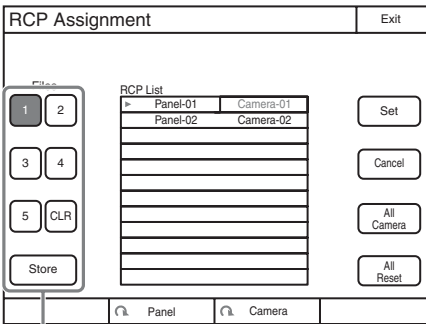 RCP Assignment Exit
Files
RCP List
1 2
Panel-01 Camera-01
Panel-02 Camera-02
Set
3 4
Cancel
5 CLR
All
Camera
Store
All
Reset
Panel Camera